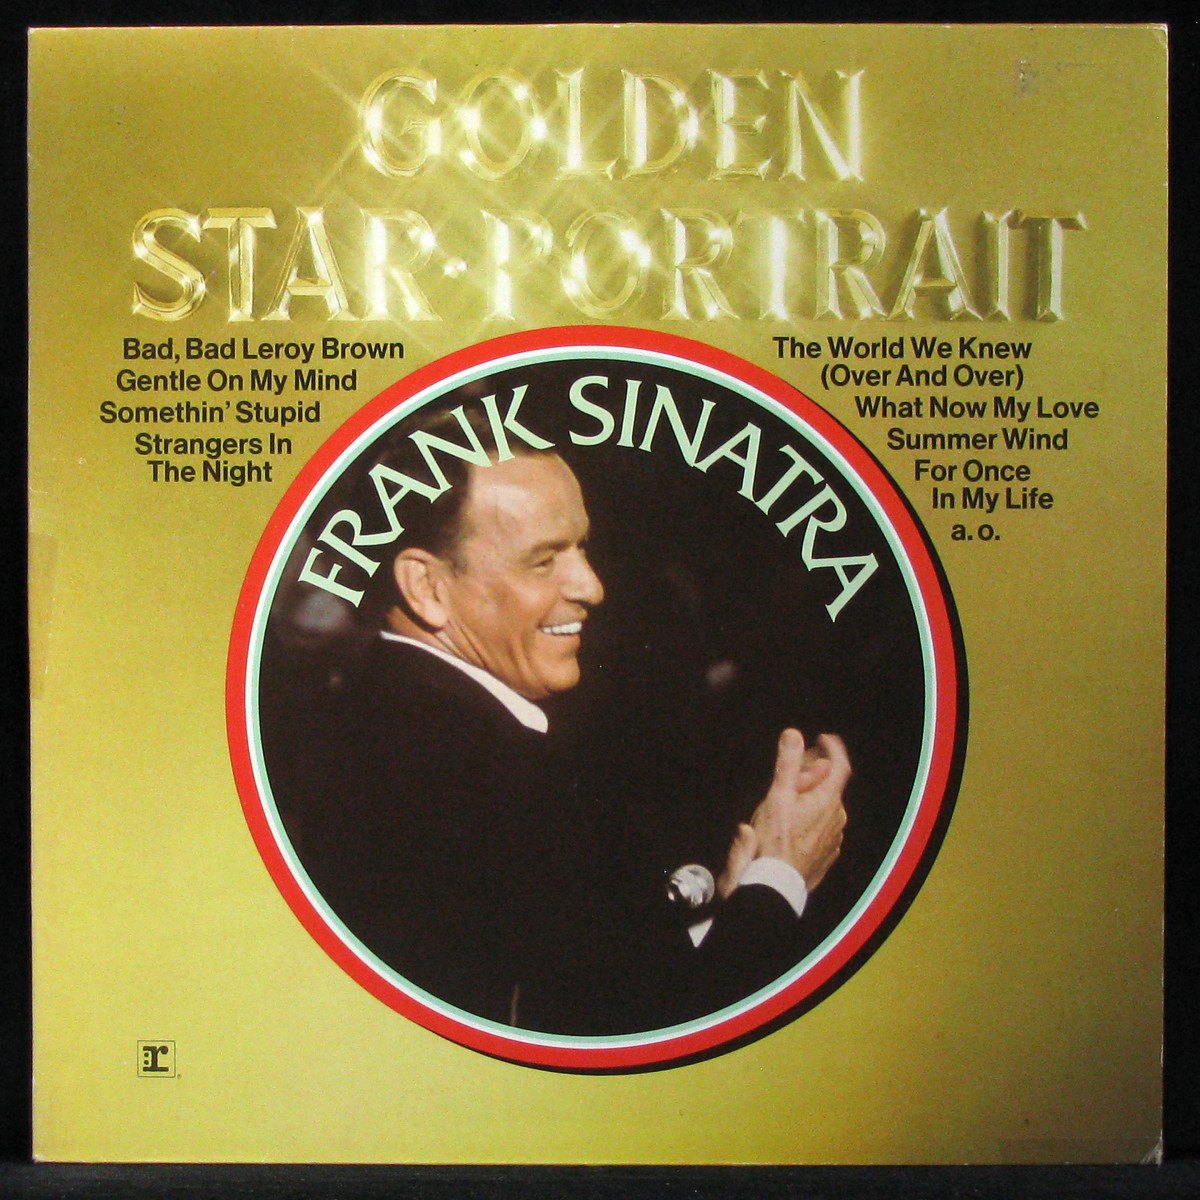 GOLDEN
STAR·PORTRAIT
Bad, Bad Leroy Brown
Gentle On My Mind
Somethin' Stupid
Strangers In
The Night
The World We Knew
(Over And Over)
What Now My Love
Summer Wind
For Once
In My Life
a. o.
FRANK SINATRA
r